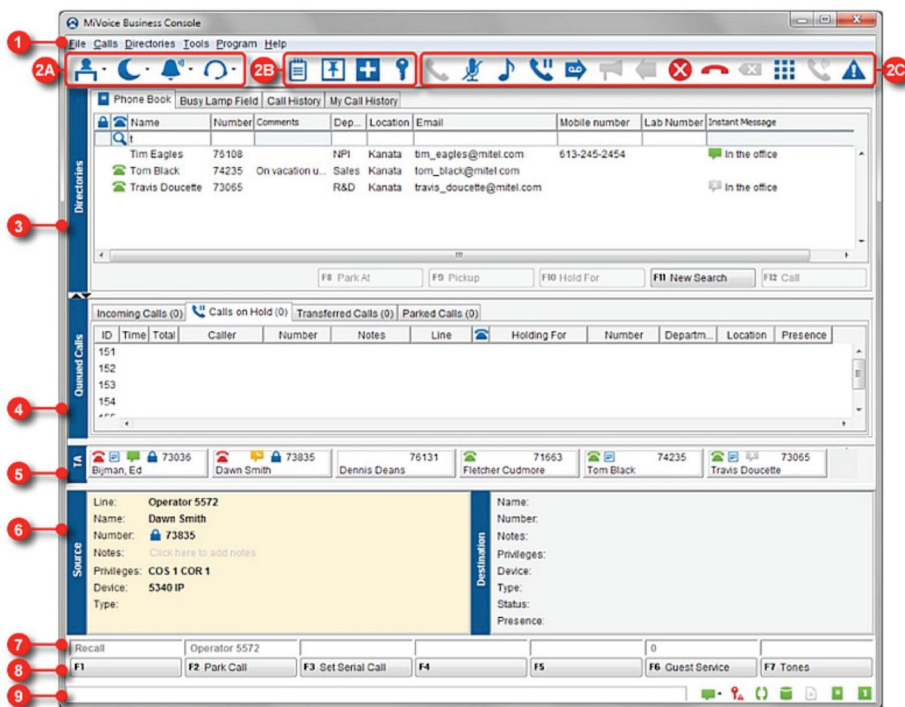 MiVoice Business Console
1
File Calls Directories Tools Program Help
2A
2B
2C
Phone Book Busy Lamp Field Call History My Call History
Name Number Comments Dep... Location Email Mobile number Lab Number Instant Message
t
Tim Eagles 75108 NPI Kanata tim_eagles@mitel.com 613-245-2454 In the office
Tom Black 74235 On vacation u... Sales Kanata tom_black@mitel.com
Travis Doucette 73065 R&D Kanata travis_doucette@mitel.com In the office
Directories
3
F8 Park At F9 Pickup F10 Hold For F11 New Search F12 Call
Incoming Calls (0) Calls on Hold (0) Transferred Calls (0) Parked Calls (0)
ID Time Total Caller Number Notes Line Holding For Number Departm... Location Presence
151
152
153
154
155
Queued Calls
4
TA
5
73036 73835 76131 71663 74235 73065
Bijman, Ed Dawn Smith Dennis Deans Fletcher Cudmore Tom Black Travis Doucette
6
Source
Line: Operator 5572
Name: Dawn Smith
Number: 73835
Notes: Click here to add notes
Privileges: COS 1 COR 1
Device: 5340 IP
Type:
Destination
Name:
Number:
Notes:
Privileges:
Device:
Type:
Status:
Presence:
7
Recall Operator 5572 0
8
F1 F2 Park Call F3 Set Serial Call F4 F5 F6 Guest Service F7 Tones
9